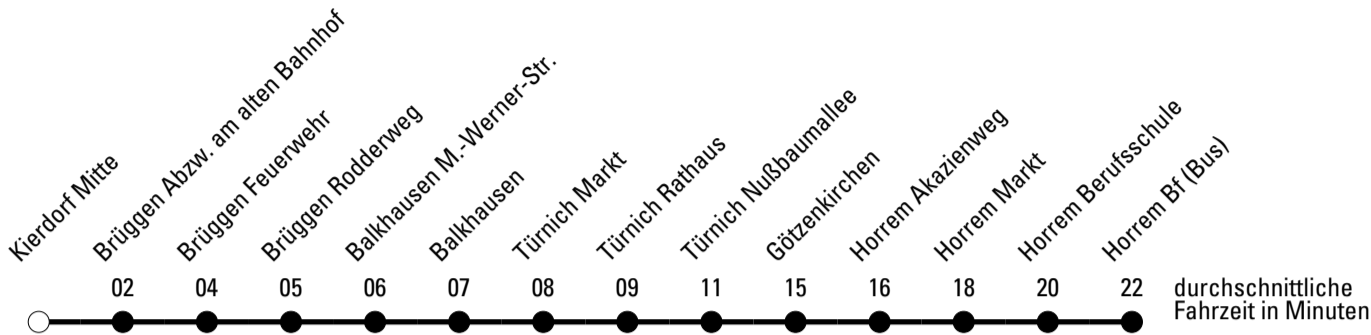 Kierdorf Mitte
Brüggen Abzw. am alten Bahnhof
Brüggen Feuerwehr
Brüggen Rodderweg
Balkhausen M.-Werner-Str.
Balkhausen
Türnich Markt
Türnich Rathaus
Türnich Nußbaumallee
Götzenkirchen
Horrem Akazienweg
Horrem Markt
Horrem Berufsschule
Horrem Bf (Bus)
02 04 05 06 07 08 09 11 15 16 18 20 22
durchschnittliche
Fahrzeit in Minuten